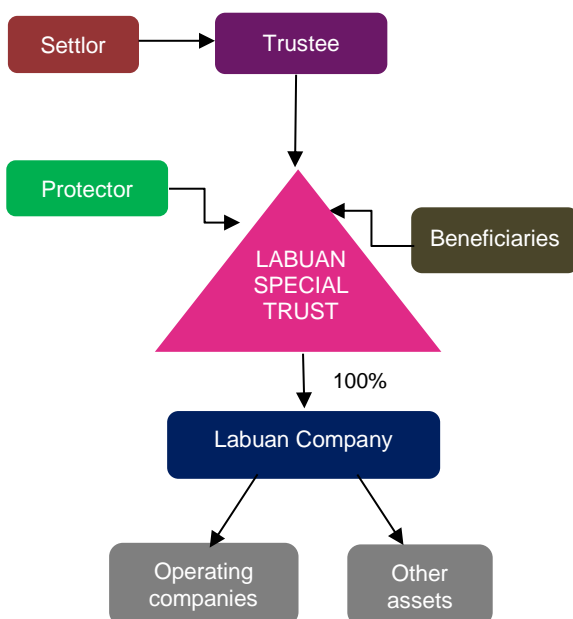 Settlor
Trustee
Protector
Beneficiaries
LABUAN
SPECIAL
TRUST
100%
Labuan Company
Operating
companies
Other
assets